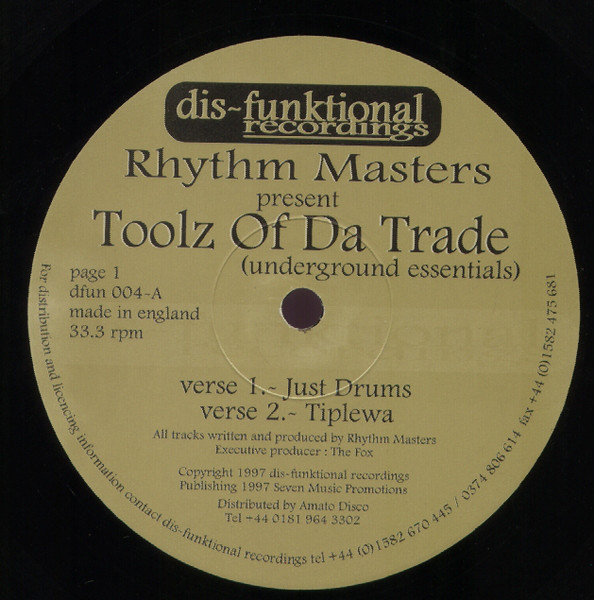 dis-funktional
recordings
Rhythm Masters
present
Toolz Of Da Trade
(underground essentials)
page 1
dfun 004-A
made in england
33.3 rpm
verse 1.- Just Drums
verse 2.- Tiplewa
All tracks written and produced by Rhythm Masters
Executive producer : The Fox
Copyright 1997 dis-funktional recordings
Publishing 1997 Seven Music Promotions
Distributed by Amato Disco
Tel +44 0181 964 3302
For distribution and licencing information contact dis-funktional recordings tel +44 (0)1582 670 445 / 0374 806 614 fax +44 (0)1582 475 681